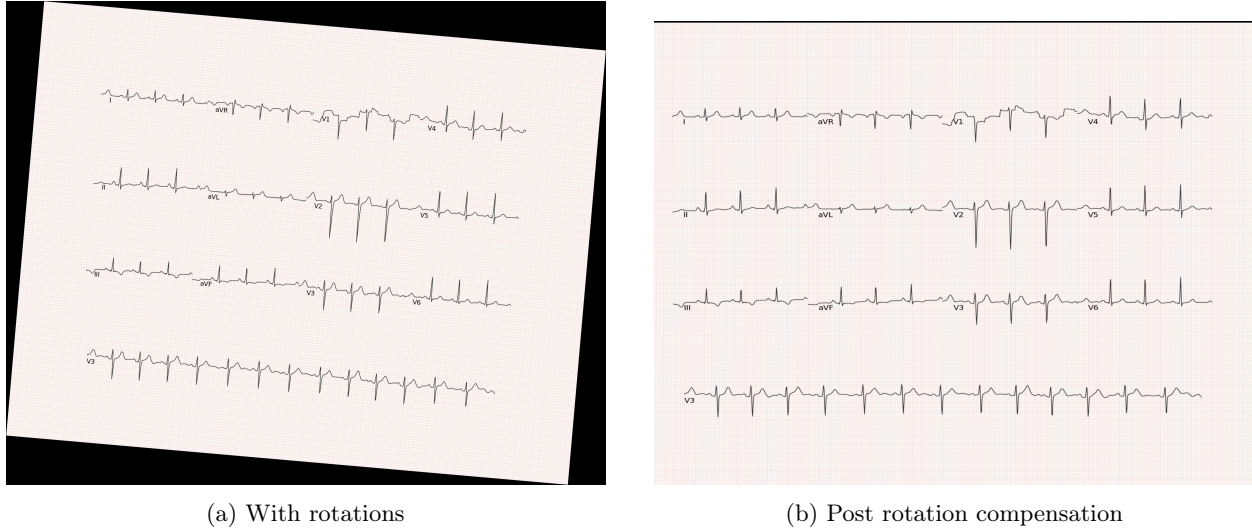 I aVR V1 V4
II aVL V2 V5
III aVF V3 V6
V3
I aVR V1 V4
II aVL V2 V5
III aVF V3 V6
V3
(a) With rotations
(b) Post rotation compensation